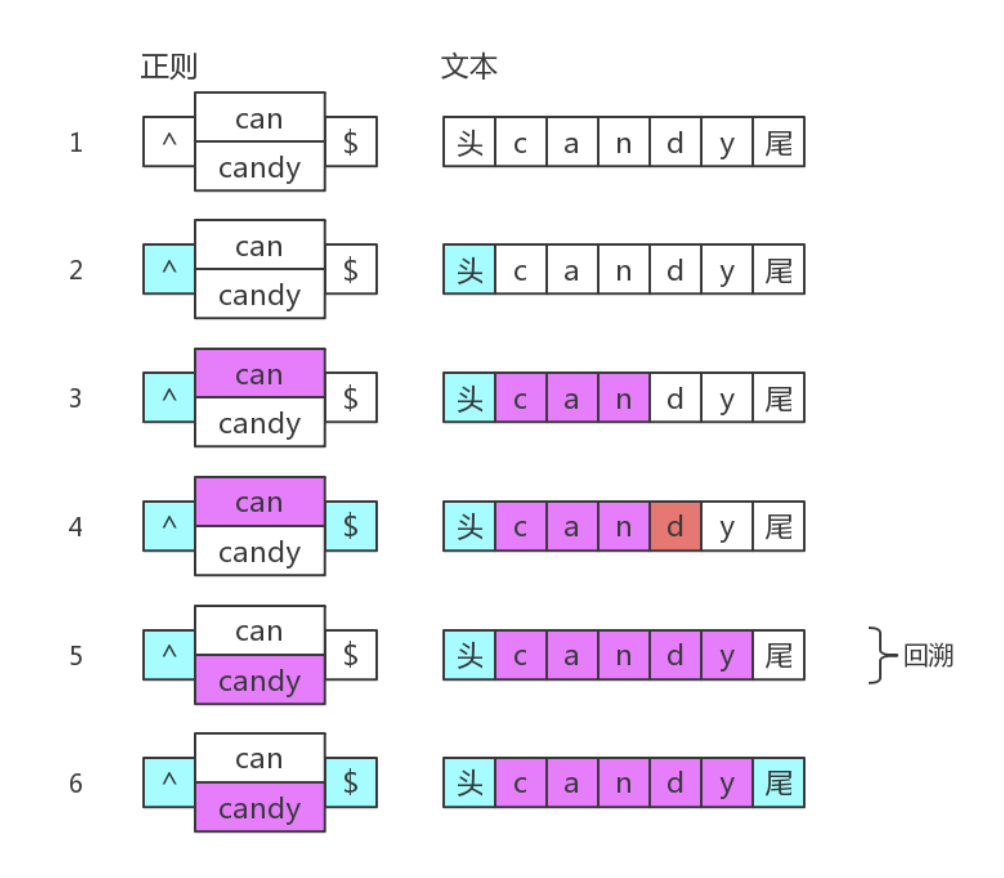 正则 文本
1 ^ can candy $ 头 c a n d y 尾
2 ^ can candy $ 头 c a n d y 尾
3 ^ can candy $ 头 c a n d y 尾
4 ^ can candy $ 头 c a n d y 尾
5 ^ can candy $ 头 c a n d y 尾 回溯
6 ^ can candy $ 头 c a n d y 尾